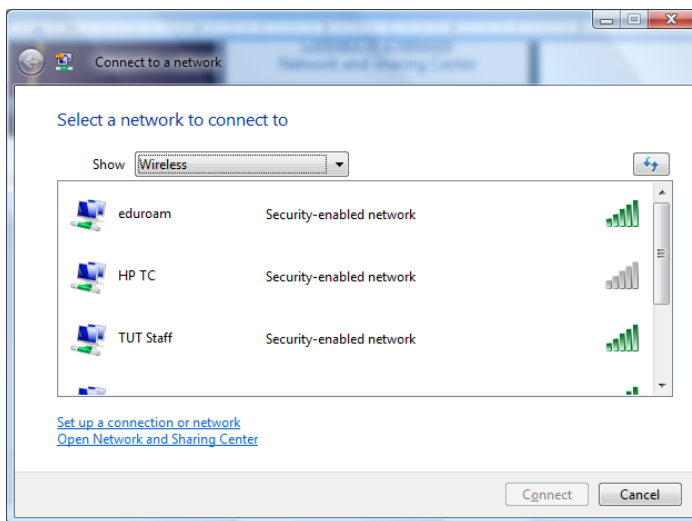 Connect to a network
Select a network to connect to
Show Wireless
eduroam Security-enabled network
HP TC Security-enabled network
TUT Staff Security-enabled network
Set up a connection or network
Open Network and Sharing Center
Connect Cancel